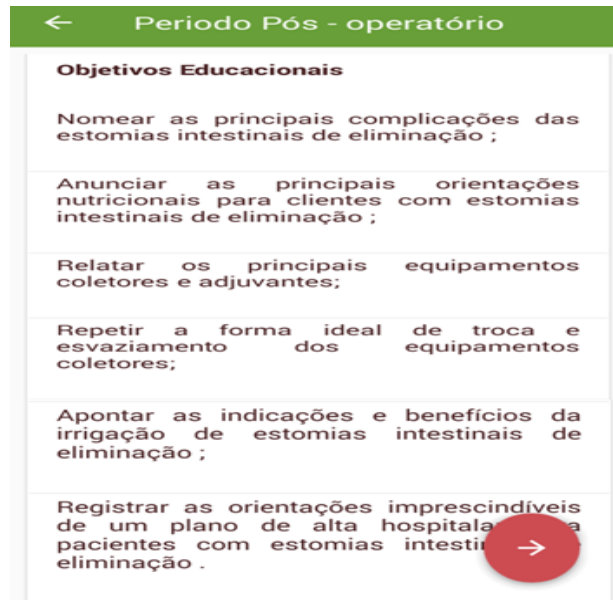 Periodo Pós - operatório
Objetivos Educacionais
Nomear as principais complicações das
estomias intestinais de eliminação ;
Anunciar as principais orientações
nutricionais para clientes com estomias
intestinais de eliminação ;
Relatar os principais equipamentos
coletores e adjuvantes;
Repetir a forma ideal de troca e
esvaziamento dos equipamentos
coletores;
Apontar as indicações e benefícios da
irrigação de estomias intestinais de
eliminação ;
Registrar as orientações imprescindíveis
de um plano de alta
pacientes com estomias
eliminação .